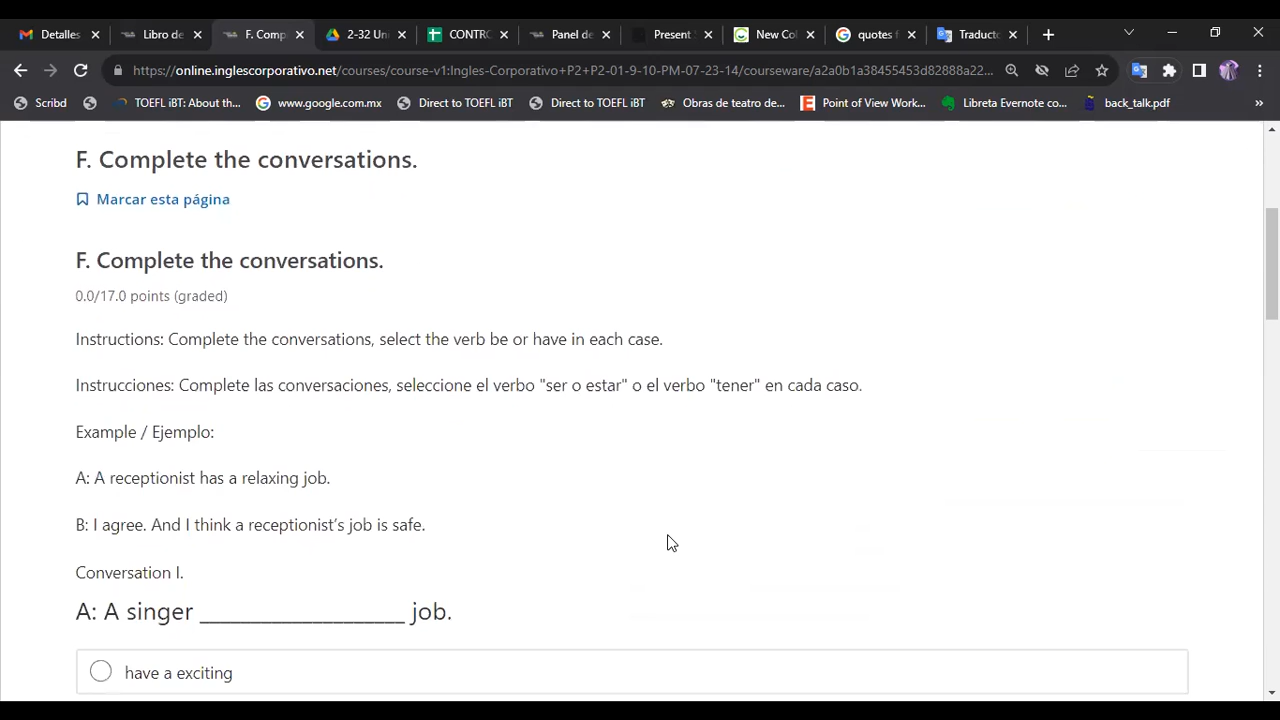 Detalles
Libro de
F. Comp
2-32 Un
CONTRO
Panel de
Present
New Col
quotes f
Traducto
https://online.inglescorporativo.net/courses/course-v1:Ingles-Corporativo+P2+P2-01-9-10-PM-07-23-14/courseware/a2a0b1a38455453d82888a22...
Scribd
TOEFL iBT: About th...
www.google.com.mx
Direct to TOEFL iBT
Direct to TOEFL iBT
Obras de teatro de...
Point of View Work...
Libreta Evernote co...
back_talk.pdf
»
F. Complete the conversations.
Marcar esta página
F. Complete the conversations.
0.0/17.0 points (graded)
Instructions: Complete the conversations, select the verb be or have in each case.
Instrucciones: Complete las conversaciones, seleccione el verbo "ser o estar" o el verbo "tener" en cada caso.
Example / Ejemplo:
A: A receptionist has a relaxing job.
B: I agree. And I think a receptionist's job is safe.
Conversation I.
A: A singer ___________________ job.
have a exciting